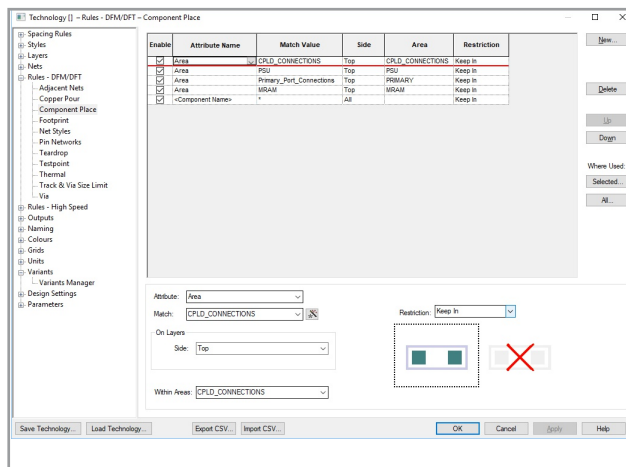 Technology [] – Rules - DFM/DFT – Component Place
Spacing Rules
Styles
Layers
Nets
Rules - DFM/DFT
Adjacent Nets
Copper Pour
Component Place
Footprint
Net Styles
Pin Networks
Teardrop
Testpoint
Thermal
Track & Via Size Limit
Via
Rules - High Speed
Outputs
Naming
Colours
Grids
Units
Variants
Variants Manager
Design Settings
Parameters
Enable Attribute Name Match Value Side Area Restriction
Area CPLD_CONNECTIONS Top CPLD_CONNECTIONS Keep In
Area PSU Top PSU Keep In
Area Primary_Port_Connections Top PRIMARY Keep In
Area MRAM Top MRAM Keep In
<Component Name> * All Keep In
New...
Delete
Up
Down
Where Used:
Selected...
All...
Attribute: Area
Match: CPLD_CONNECTIONS
Restriction: Keep In
On Layers
Side: Top
Within Areas: CPLD_CONNECTIONS
Save Technology... Load Technology... Export CSV... Import CSV... OK Cancel Apply Help